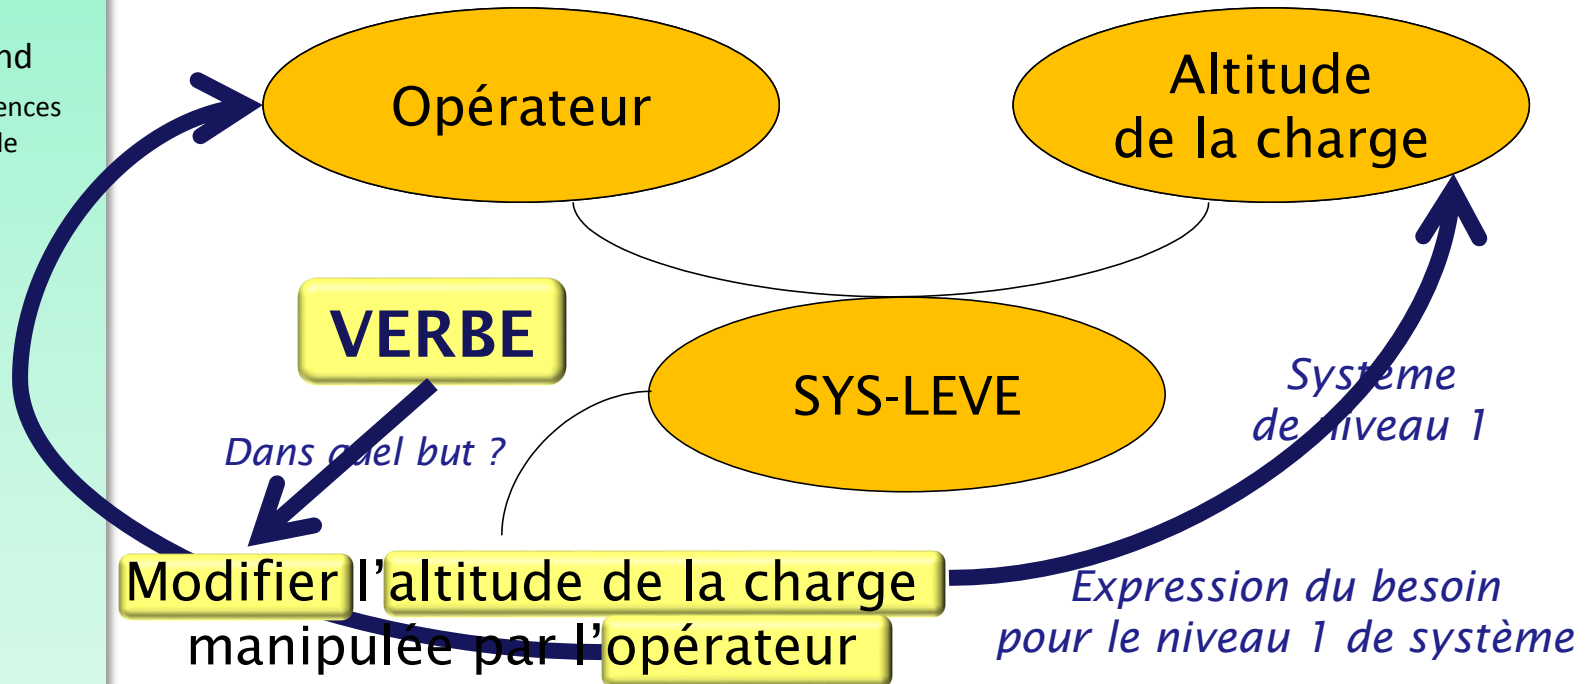 nd
ences
de
Opérateur
Altitude
de la charge
VERBE
SYS-LEVE
Système
de niveau 1
Dans quel but ?
Modifier l’altitude de la charge
manipulée par l’opérateur
Expression du besoin
pour le niveau 1 de système